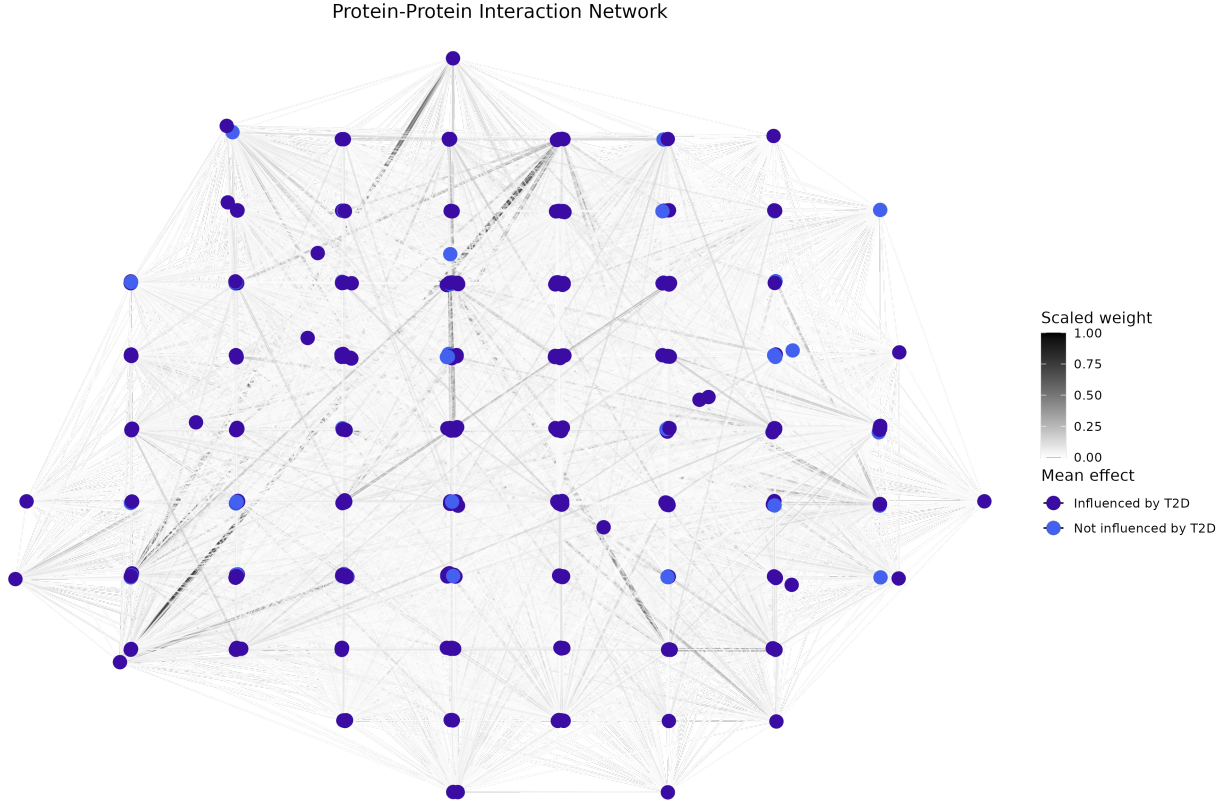 Protein-Protein Interaction Network
Scaled weight
1.00
0.75
0.50
0.25
0.00
Mean effect
Influenced by T2D
Not influenced by T2D